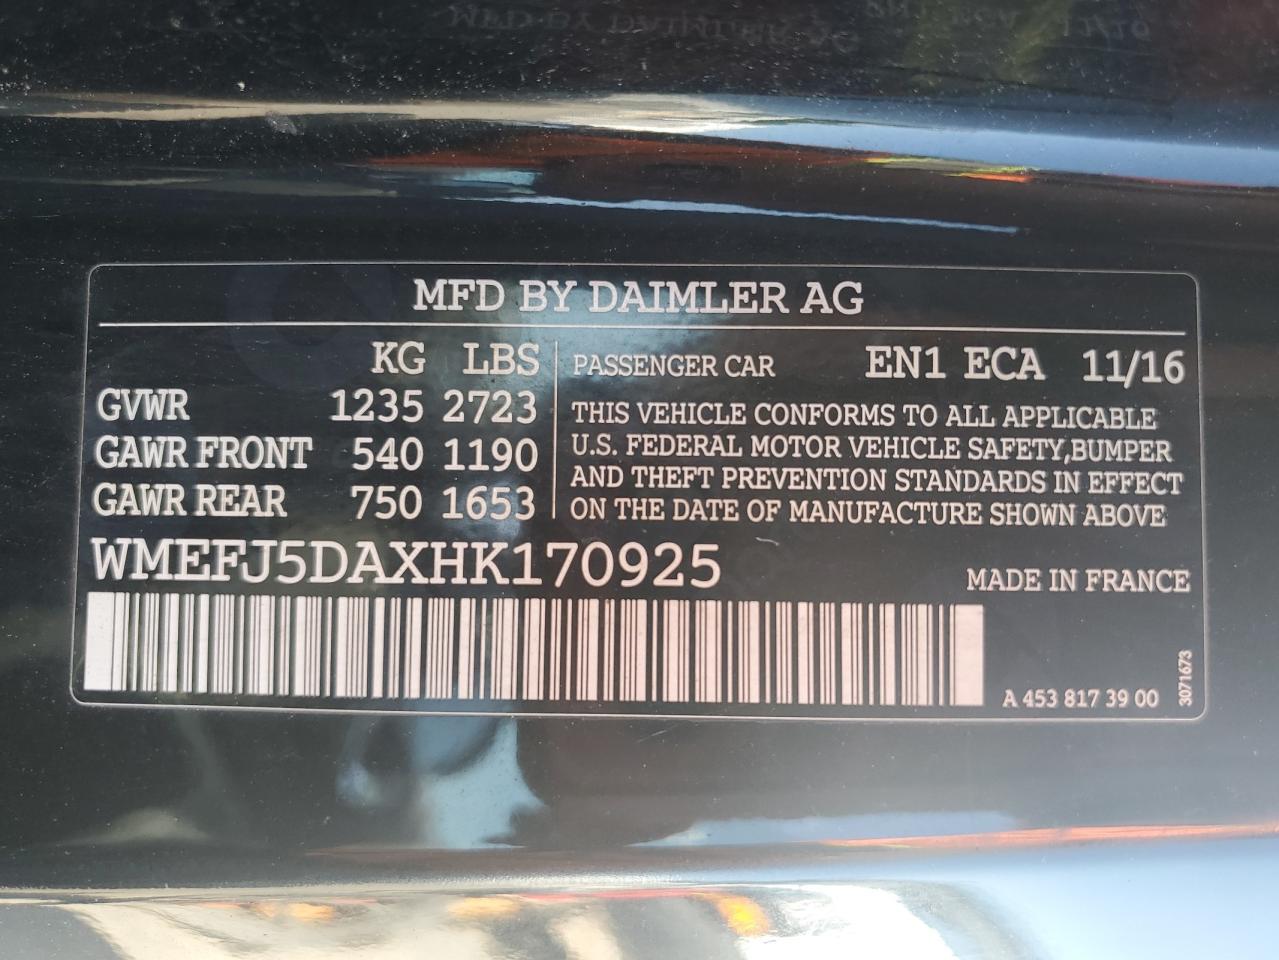 MFD BY DAIMLER AG
KG LBS
GVWR 1235 2723
GAWR FRONT 540 1190
GAWR REAR 750 1653
PASSENGER CAR EN1 ECA 11/16
THIS VEHICLE CONFORMS TO ALL APPLICABLE
U.S. FEDERAL MOTOR VEHICLE SAFETY,BUMPER
AND THEFT PREVENTION STANDARDS IN EFFECT
ON THE DATE OF MANUFACTURE SHOWN ABOVE
WMEFJ5DAXHK170925
MADE IN FRANCE
A 453 817 39 00
3071673